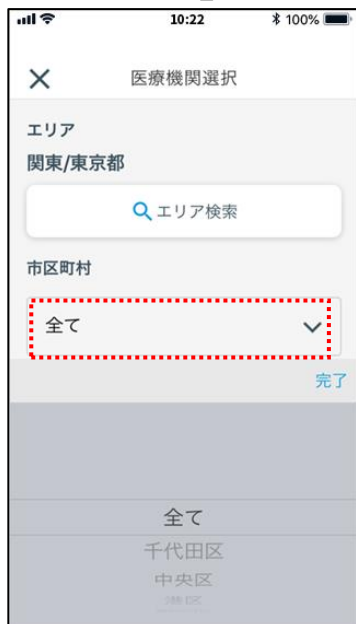 10:22
100%
医療機関選択
エリア
関東/東京都
エリア検索
市区町村
全て
完了
全て
千代田区
中央区
港区